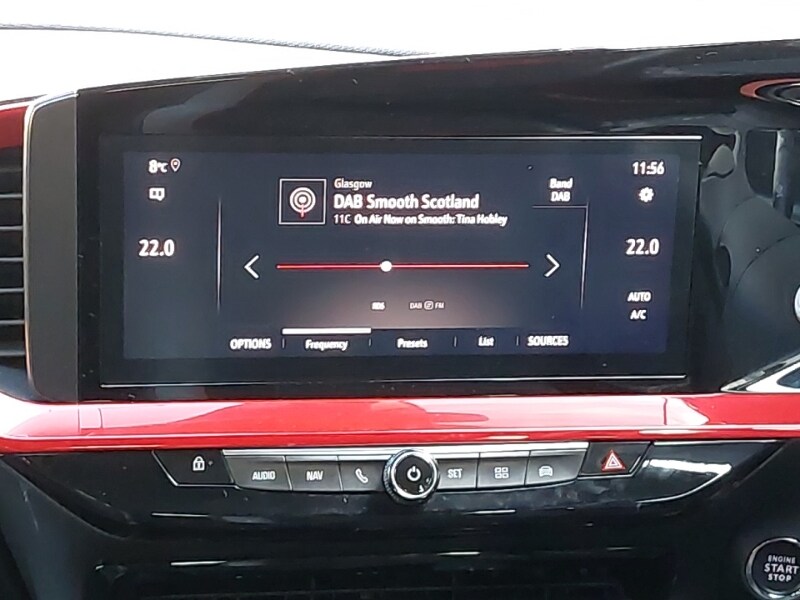 8°C
11:56
Glasgow
DAB Smooth Scotland
11C On Air Now on Smooth: Tina Hobley
Band
DAB
22.0
22.0
RDS
DAB FM
AUTO
A/C
OPTIONS Frequency Presets List SOURCES
AUDIO NAV SET
ENGINE
START
STOP